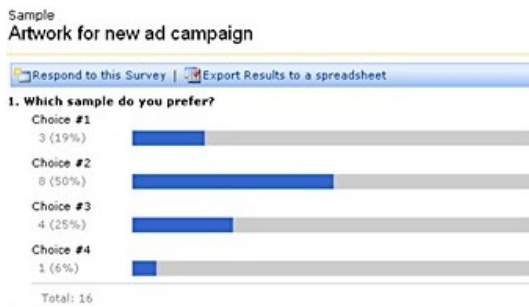 Sample
Artwork for new ad campaign
Respond to this Survey | Export Results to a spreadsheet
1. Which sample do you prefer?
Choice #1
3 (19%)
Choice #2
8 (50%)
Choice #3
4 (25%)
Choice #4
1 (6%)
Total: 16